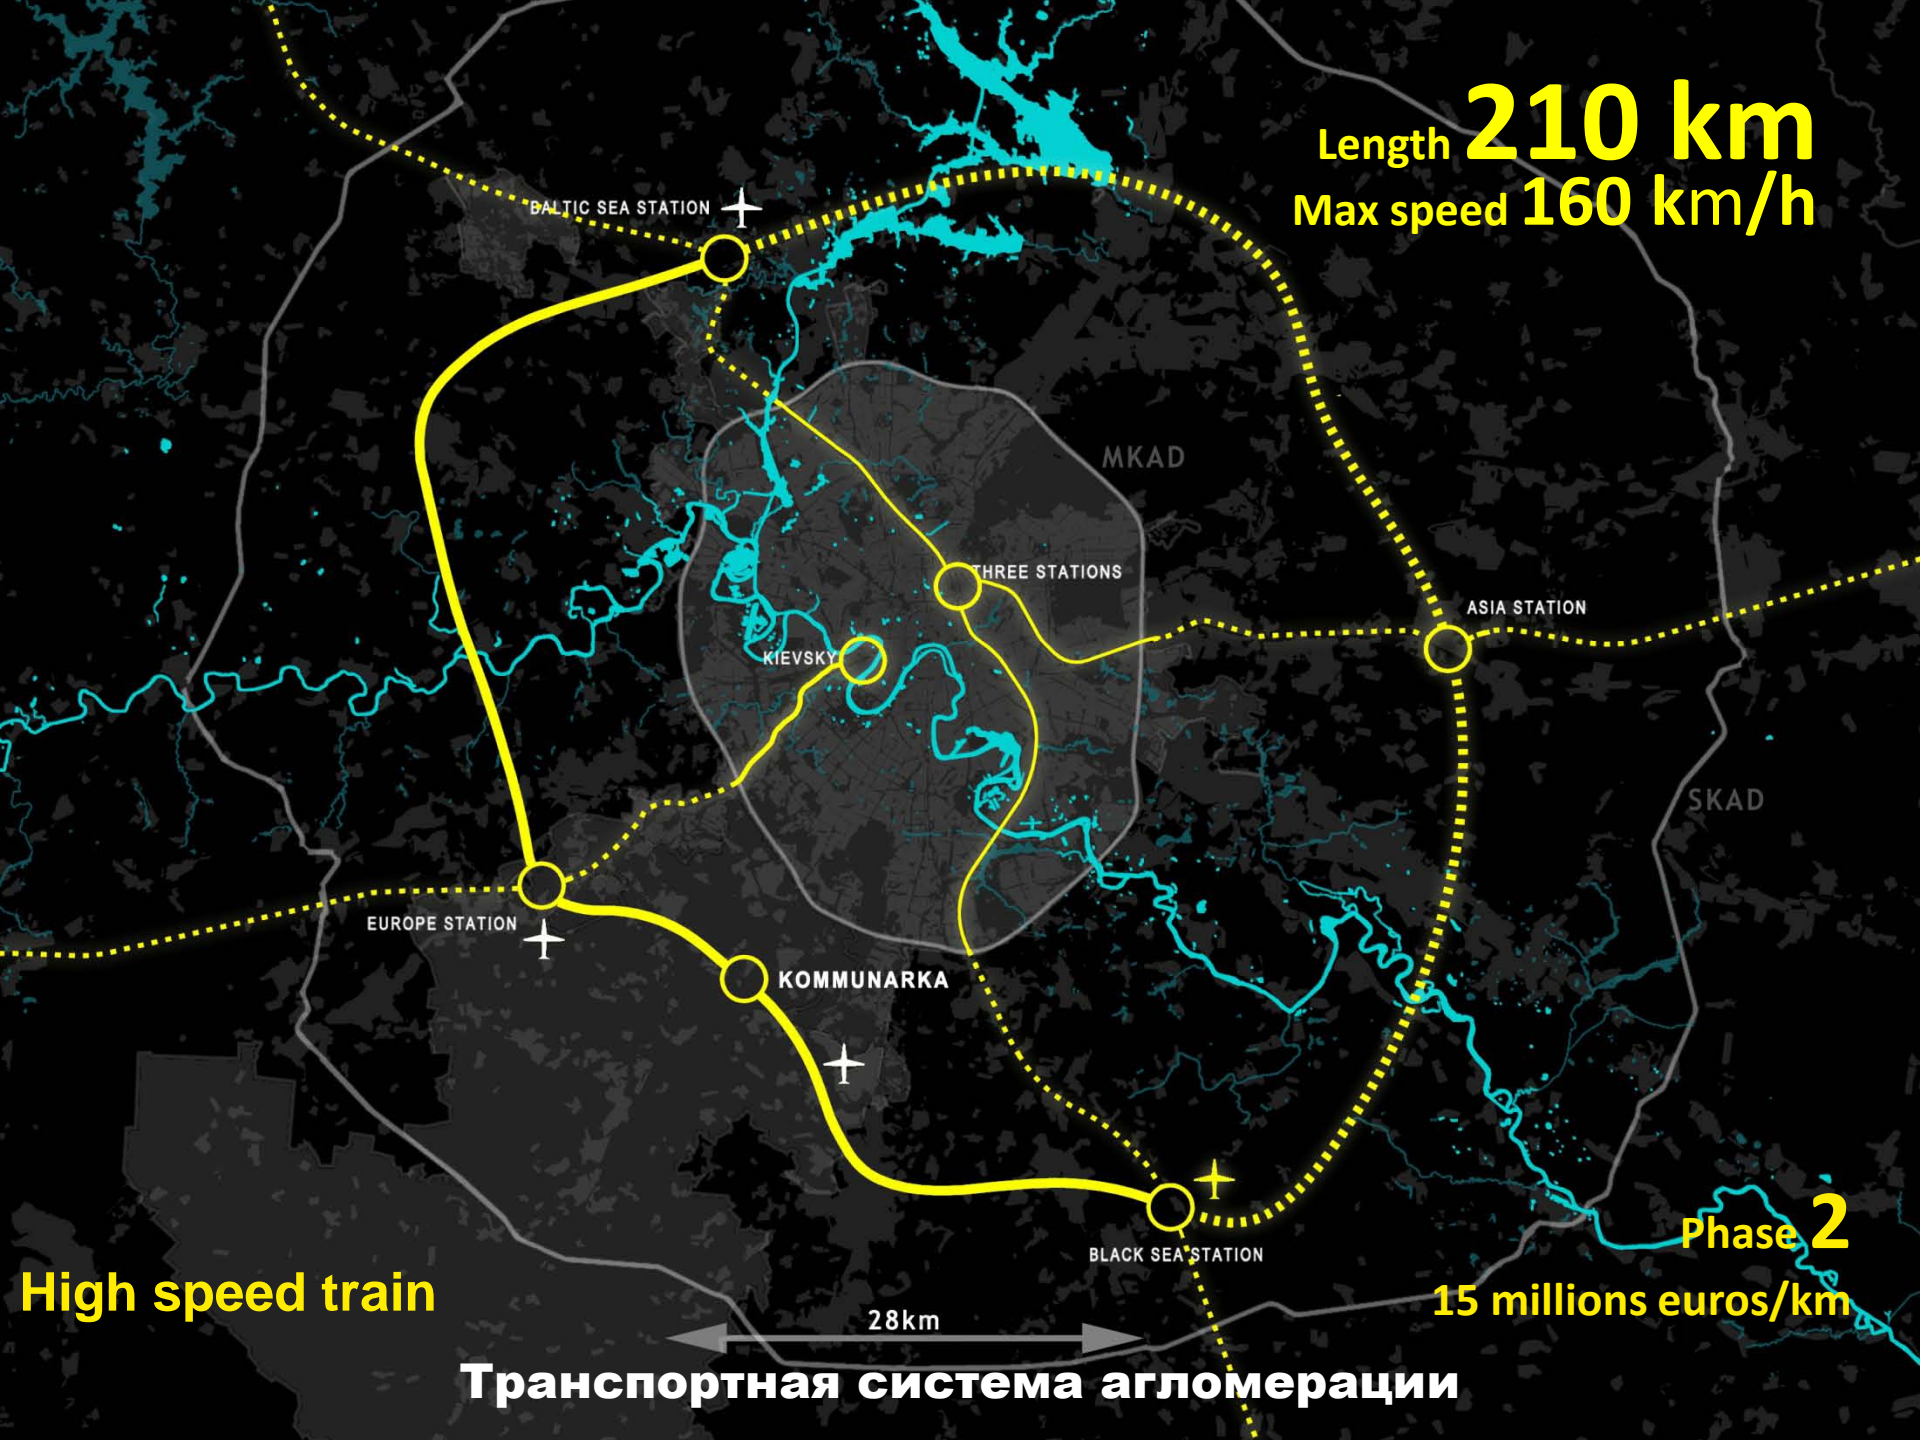 Length 210 km
Max speed 160 km/h
BALTIC SEA STATION
MKAD
THREE STATIONS
ASIA STATION
KIEVSKY
SKAD
EUROPE STATION
KOMMUNARKA
BLACK SEA STATION
Phase 2
High speed train
15 millions euros/km
28km
Транспортная система агломерации